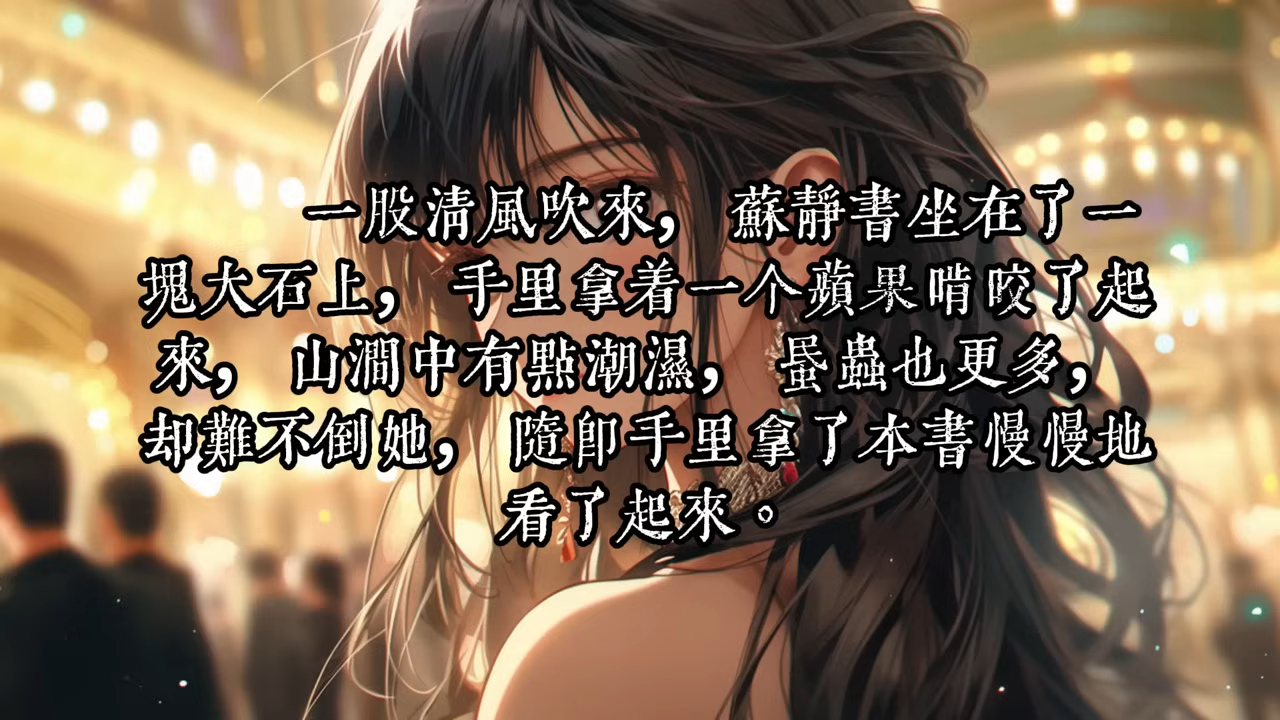 一股清風吹來， 蘇靜書坐在了一
塊大石上， 手里拿着一个蘋果啃咬了起
來， 山澗中有點潮濕， 蚊蟲也更多，
却難不倒她， 隨即手里拿了本書慢慢地
看了起來。